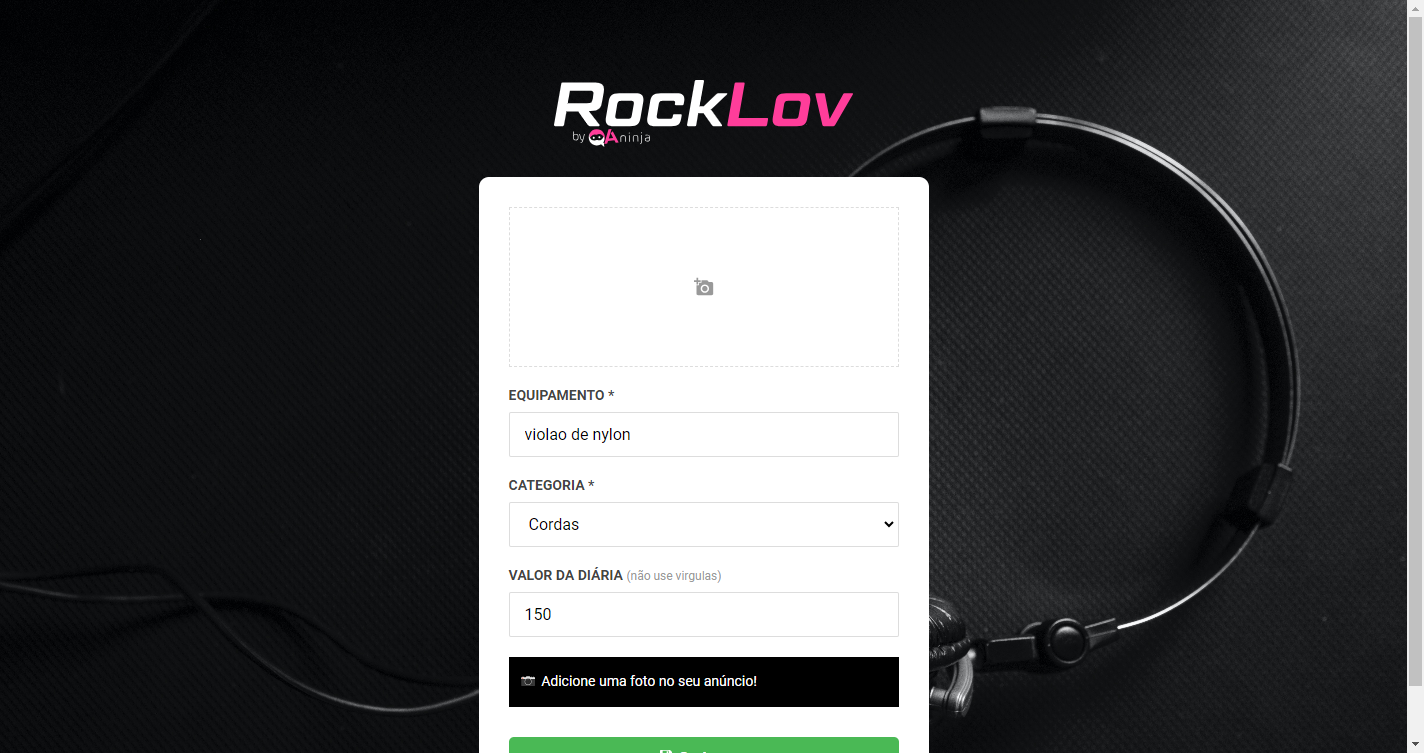 RockLov
by QAninja
EQUIPAMENTO *
violao de nylon
CATEGORIA *
Cordas
VALOR DA DIÁRIA (não use virgulas)
150
Adicione uma foto no seu anúncio!